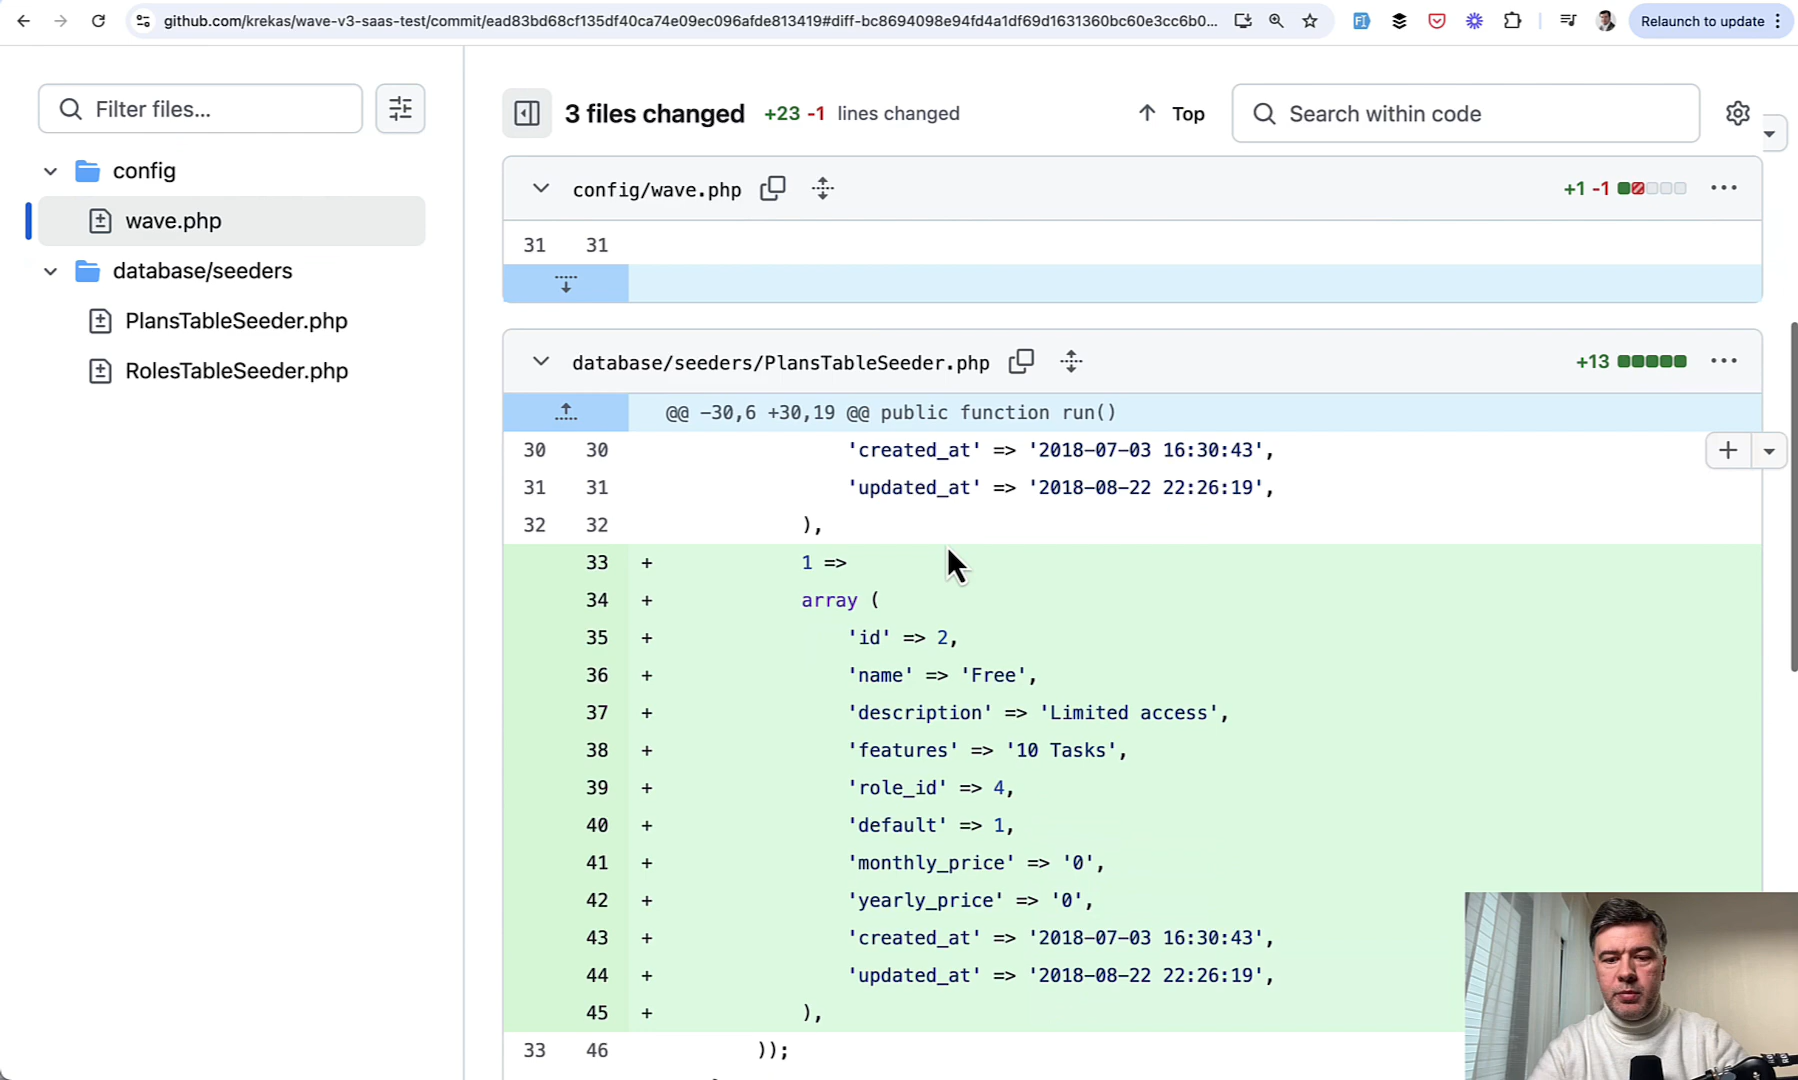 github.com/krekas/wave-v3-saas-test/commit/ead83bd68cf135df40ca74e09ec096afde813419#diff-bc8694098e94fd4a1df69d1631360bc60e3cc6b0...
Relaunch to update
Filter files...
config
wave.php
database/seeders
PlansTableSeeder.php
RolesTableSeeder.php
3 files changed +23 -1 lines changed
Top
Search within code
config/wave.php
+1 -1
31 31
database/seeders/PlansTableSeeder.php
+13
@@ -30,6 +30,19 @@ public function run()
30 30 'created_at' => '2018-07-03 16:30:43',
31 31 'updated_at' => '2018-08-22 22:26:19',
32 32 ),
33 + 1 =>
34 + array (
35 + 'id' => 2,
36 + 'name' => 'Free',
37 + 'description' => 'Limited access',
38 + 'features' => '10 Tasks',
39 + 'role_id' => 4,
40 + 'default' => 1,
41 + 'monthly_price' => '0',
42 + 'yearly_price' => '0',
43 + 'created_at' => '2018-07-03 16:30:43',
44 + 'updated_at' => '2018-08-22 22:26:19',
45 + ),
33 46 ));